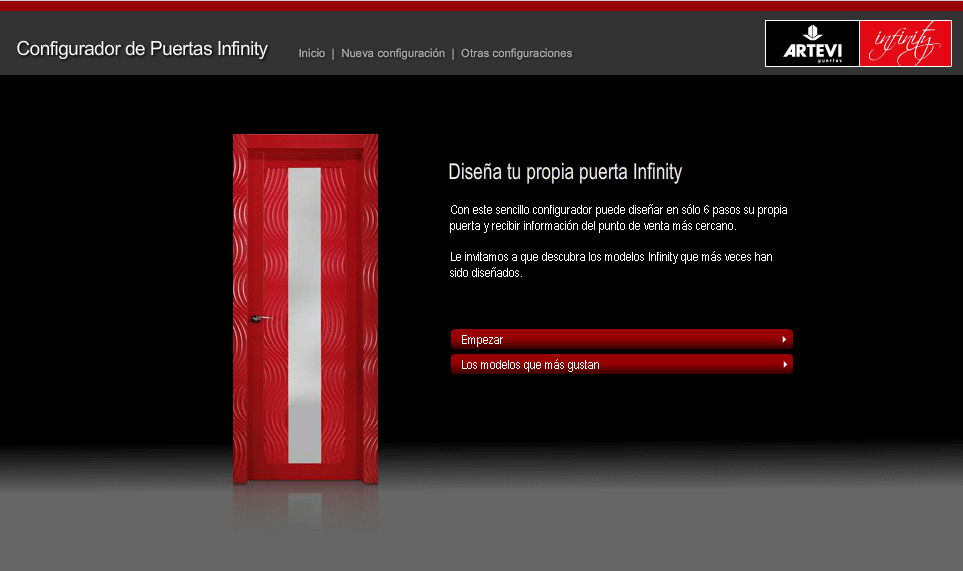 Configurador de Puertas Infinity
Inicio | Nueva configuración | Otras configuraciones
ARTEVI
puertas
infinity
Diseña tu propia puerta Infinity
Con este sencillo configurador puede diseñar en sólo 6 pasos su propia
puerta y recibir información del punto de venta más cercano.
Le invitamos a que descubra los modelos Infinity que más veces han
sido diseñados.
Empezar
Los modelos que más gustan